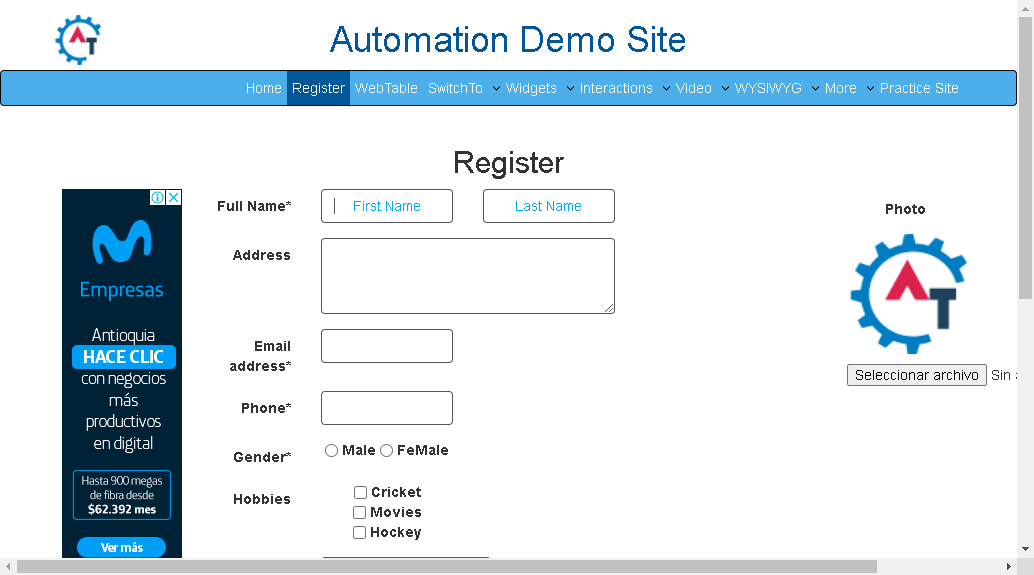 AT
Automation Demo Site
Home Register WebTable SwitchTo Widgets Interactions Video WYSIWYG More Practice Site
Register
Full Name* First Name Last Name
Photo
Address
AT
Email address*
Seleccionar archivo Sin
Phone*
Gender* Male FeMale
Hobbies Cricket
Movies
Hockey
Empresas
Antioquia
HACE CLIC
con negocios
más
productivos
en digital
Hasta 900 megas
de fibra desde
$62.392 mes
Ver más